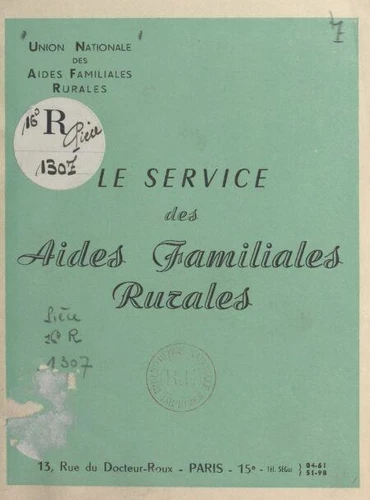 7
UNION NATIONALE
DES
AIDES FAMILIALES
RURALES
16° R Pièce
1307
LE SERVICE
des
Aides Familiales
Rurales
Pièce
16° R
1307
13, Rue du Docteur-Roux - PARIS - 15e - Tél. SÉGur } 04-61
} 51-98